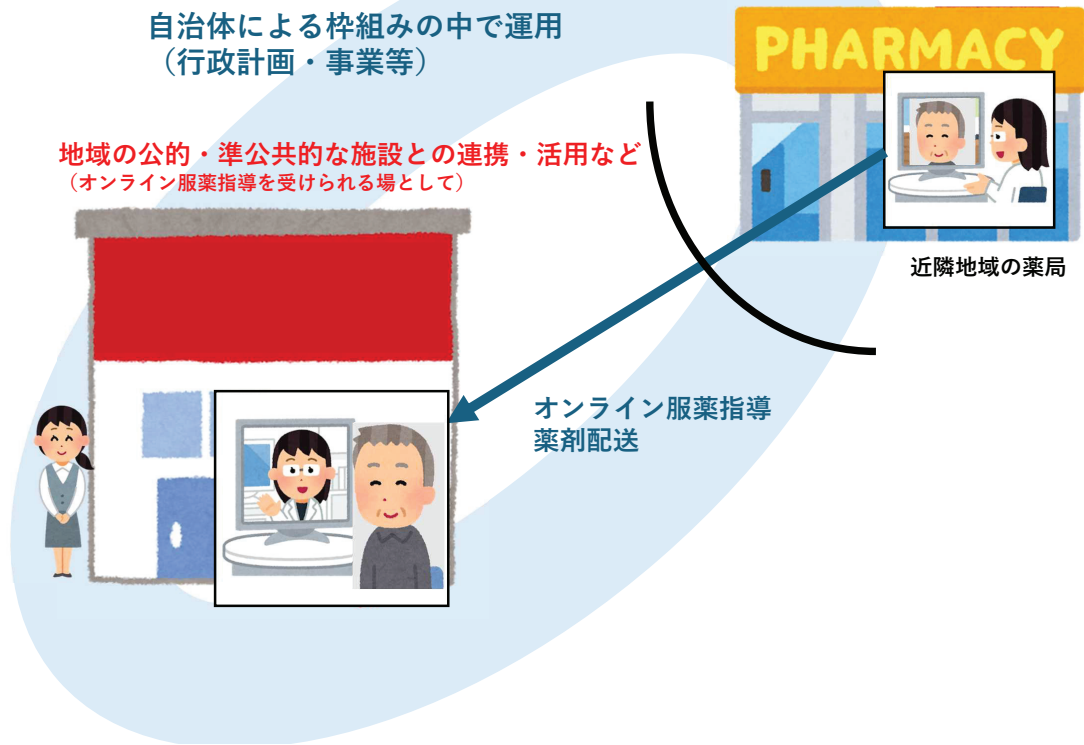 自治体による枠組みの中で運用
（行政計画・事業等）
PHARMACY
地域の公的・準公共的な施設との連携・活用など
（オンライン服薬指導を受けられる場として）
近隣地域の薬局
オンライン服薬指導
薬剤配送